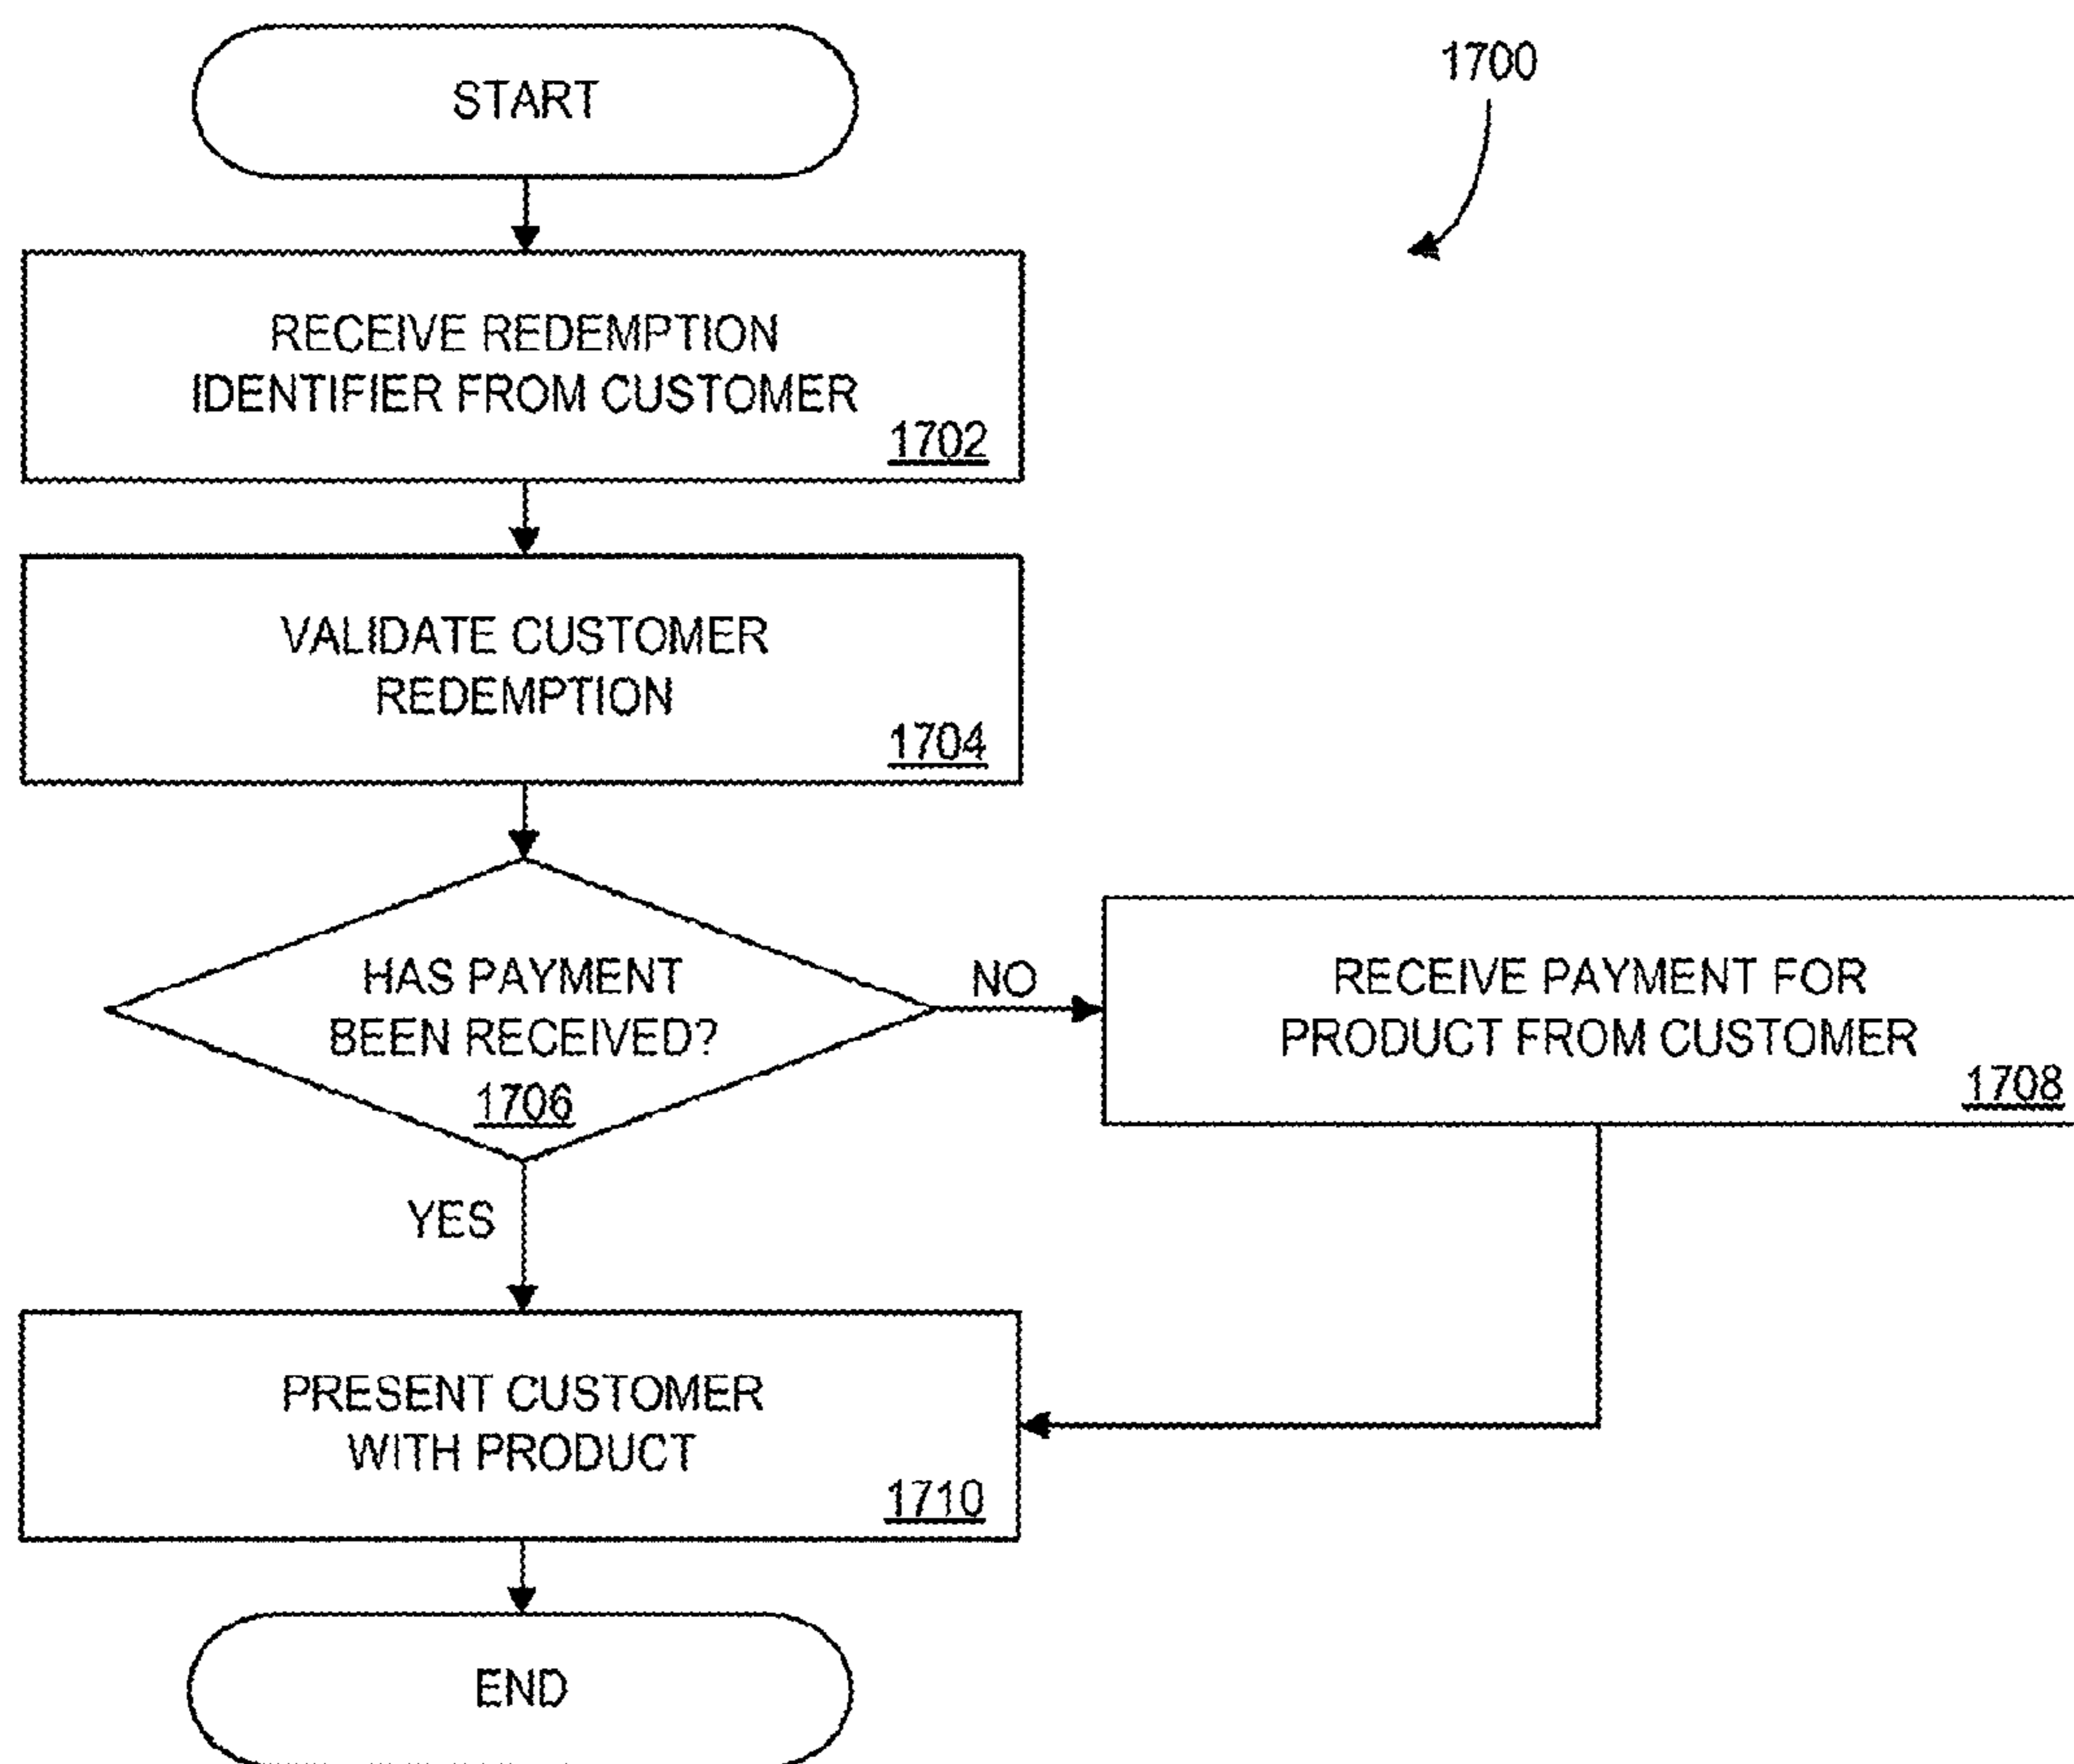 START
1700
RECEIVE REDEMPTION
IDENTIFIER FROM CUSTOMER
1702
VALIDATE CUSTOMER
REDEMPTION
1704
HAS PAYMENT
BEEN RECEIVED?
1706
NO
RECEIVE PAYMENT FOR
PRODUCT FROM CUSTOMER
1708
YES
PRESENT CUSTOMER
WITH PRODUCT
1710
END